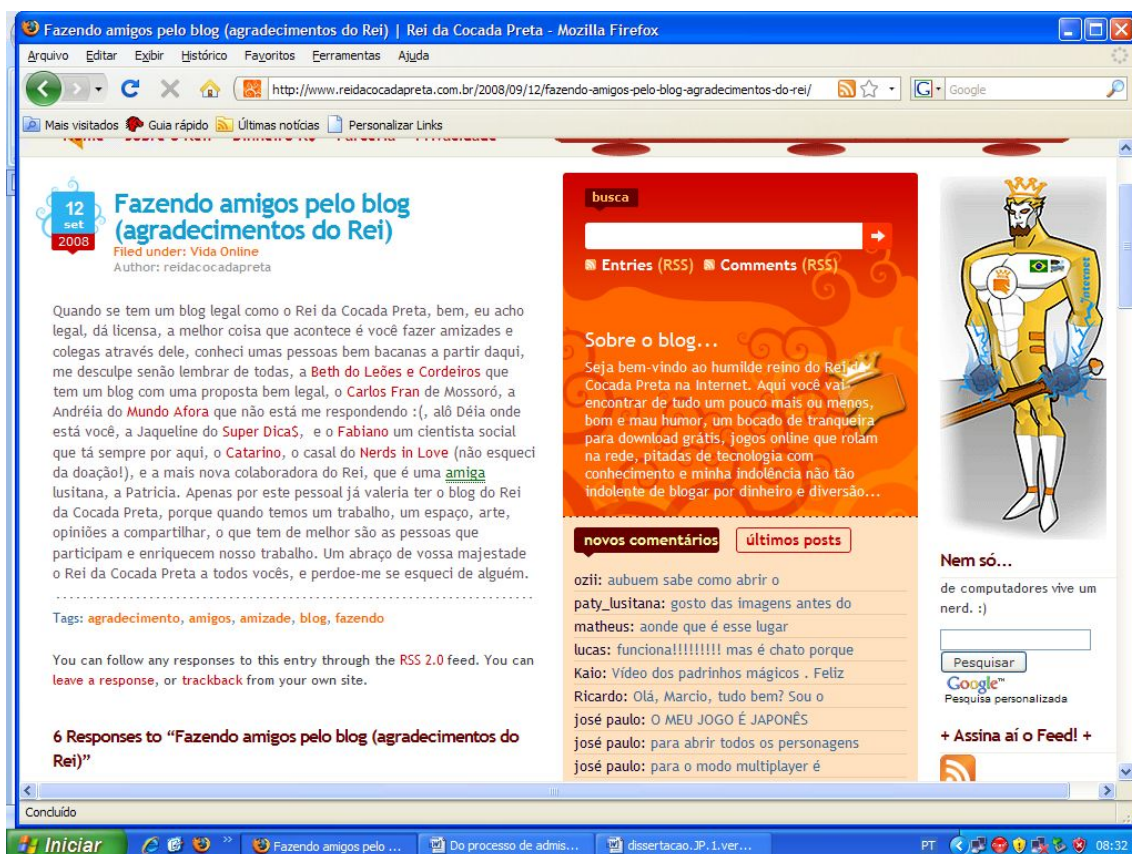 Fazendo amigos pelo blog (agradecimentos do Rei) | Rei da Cocada Preta - Mozilla Firefox
Arquivo Editar Exibir Histórico Favoritos Ferramentas Ajuda
http://www.reidacocadapreta.com.br/2008/09/12/fazendo-amigos-pelo-blog-agradecimentos-do-rei/
G Google
Mais visitados Guia rápido Últimas notícias Personalizar Links
Home Sobre o Rei! Dinheiro R$ Parceria Privacidade
12
set
2008
Fazendo amigos pelo blog
(agradecimentos do Rei)
Filed under: Vida Online
Author: reidacocadapreta
Quando se tem um blog legal como o Rei da Cocada Preta, bem, eu acho
legal, dá licensa, a melhor coisa que acontece é você fazer amizades e
colegas através dele, conheci umas pessoas bem bacanas a partir daqui,
me desculpe senão lembrar de todas, a Beth do Leões e Cordeiros que
tem um blog com uma proposta bem legal, o Carlos Fran de Mossoró, a
Andréia do Mundo Afora que não está me respondendo :(, alô Déia onde
está você, a Jaqueline do Super Dica$, e o Fabiano um cientista social
que tá sempre por aqui, o Catarino, o casal do Nerds in Love (não esqueci
da doação!), e a mais nova colaboradora do Rei, que é uma amiga
lusitana, a Patricia. Apenas por este pessoal já valeria ter o blog do Rei
da Cocada Preta, porque quando temos um trabalho, um espaço, arte,
opiniões a compartilhar, o que tem de melhor são as pessoas que
participam e enriquecem nosso trabalho. Um abraço de vossa majestade
o Rei da Cocada Preta a todos vocês, e perdoe-me se esqueci de alguém.
Tags: agradecimento, amigos, amizade, blog, fazendo
You can follow any responses to this entry through the RSS 2.0 feed. You can
leave a response, or trackback from your own site.
6 Responses to “Fazendo amigos pelo blog (agradecimentos do
Rei)”
busca
Entries (RSS) Comments (RSS)
Sobre o blog...
Seja bem-vindo ao humilde reino do Rei da
Cocada Preta na Internet. Aqui você vai
encontrar de tudo um pouco mais ou menos,
bom e mau humor, um bocado de tranqueira
para download grátis, jogos online que rolam
na rede, pitadas de tecnologia com
conhecimento e minha indolência não tão
indolente de blogar por dinheiro e diversão...
novos comentários últimos posts
ozii: aubuem sabe como abrir o
paty_lusitana: gosto das imagens antes do
matheus: aonde que é esse lugar
lucas: funciona!!!!!!!!! mas é chato porque
Kaio: Vídeo dos padrinhos mágicos . Feliz
Ricardo: Olá, Marcio, tudo bem? Sou o
josé paulo: O MEU JOGO É JAPONÊS
josé paulo: para abrir todos os personagens
josé paulo: para o modo multiplayer é
internet
Nem só...
de computadores vive um
nerd. :)
Pesquisar
Google™
Pesquisa personalizada
+ Assina aí o Feed! +
Concluído
Iniciar
Fazendo amigos pelo ...
Do processo de admis...
dissertacao.JP.1.ver...
PT
08:32